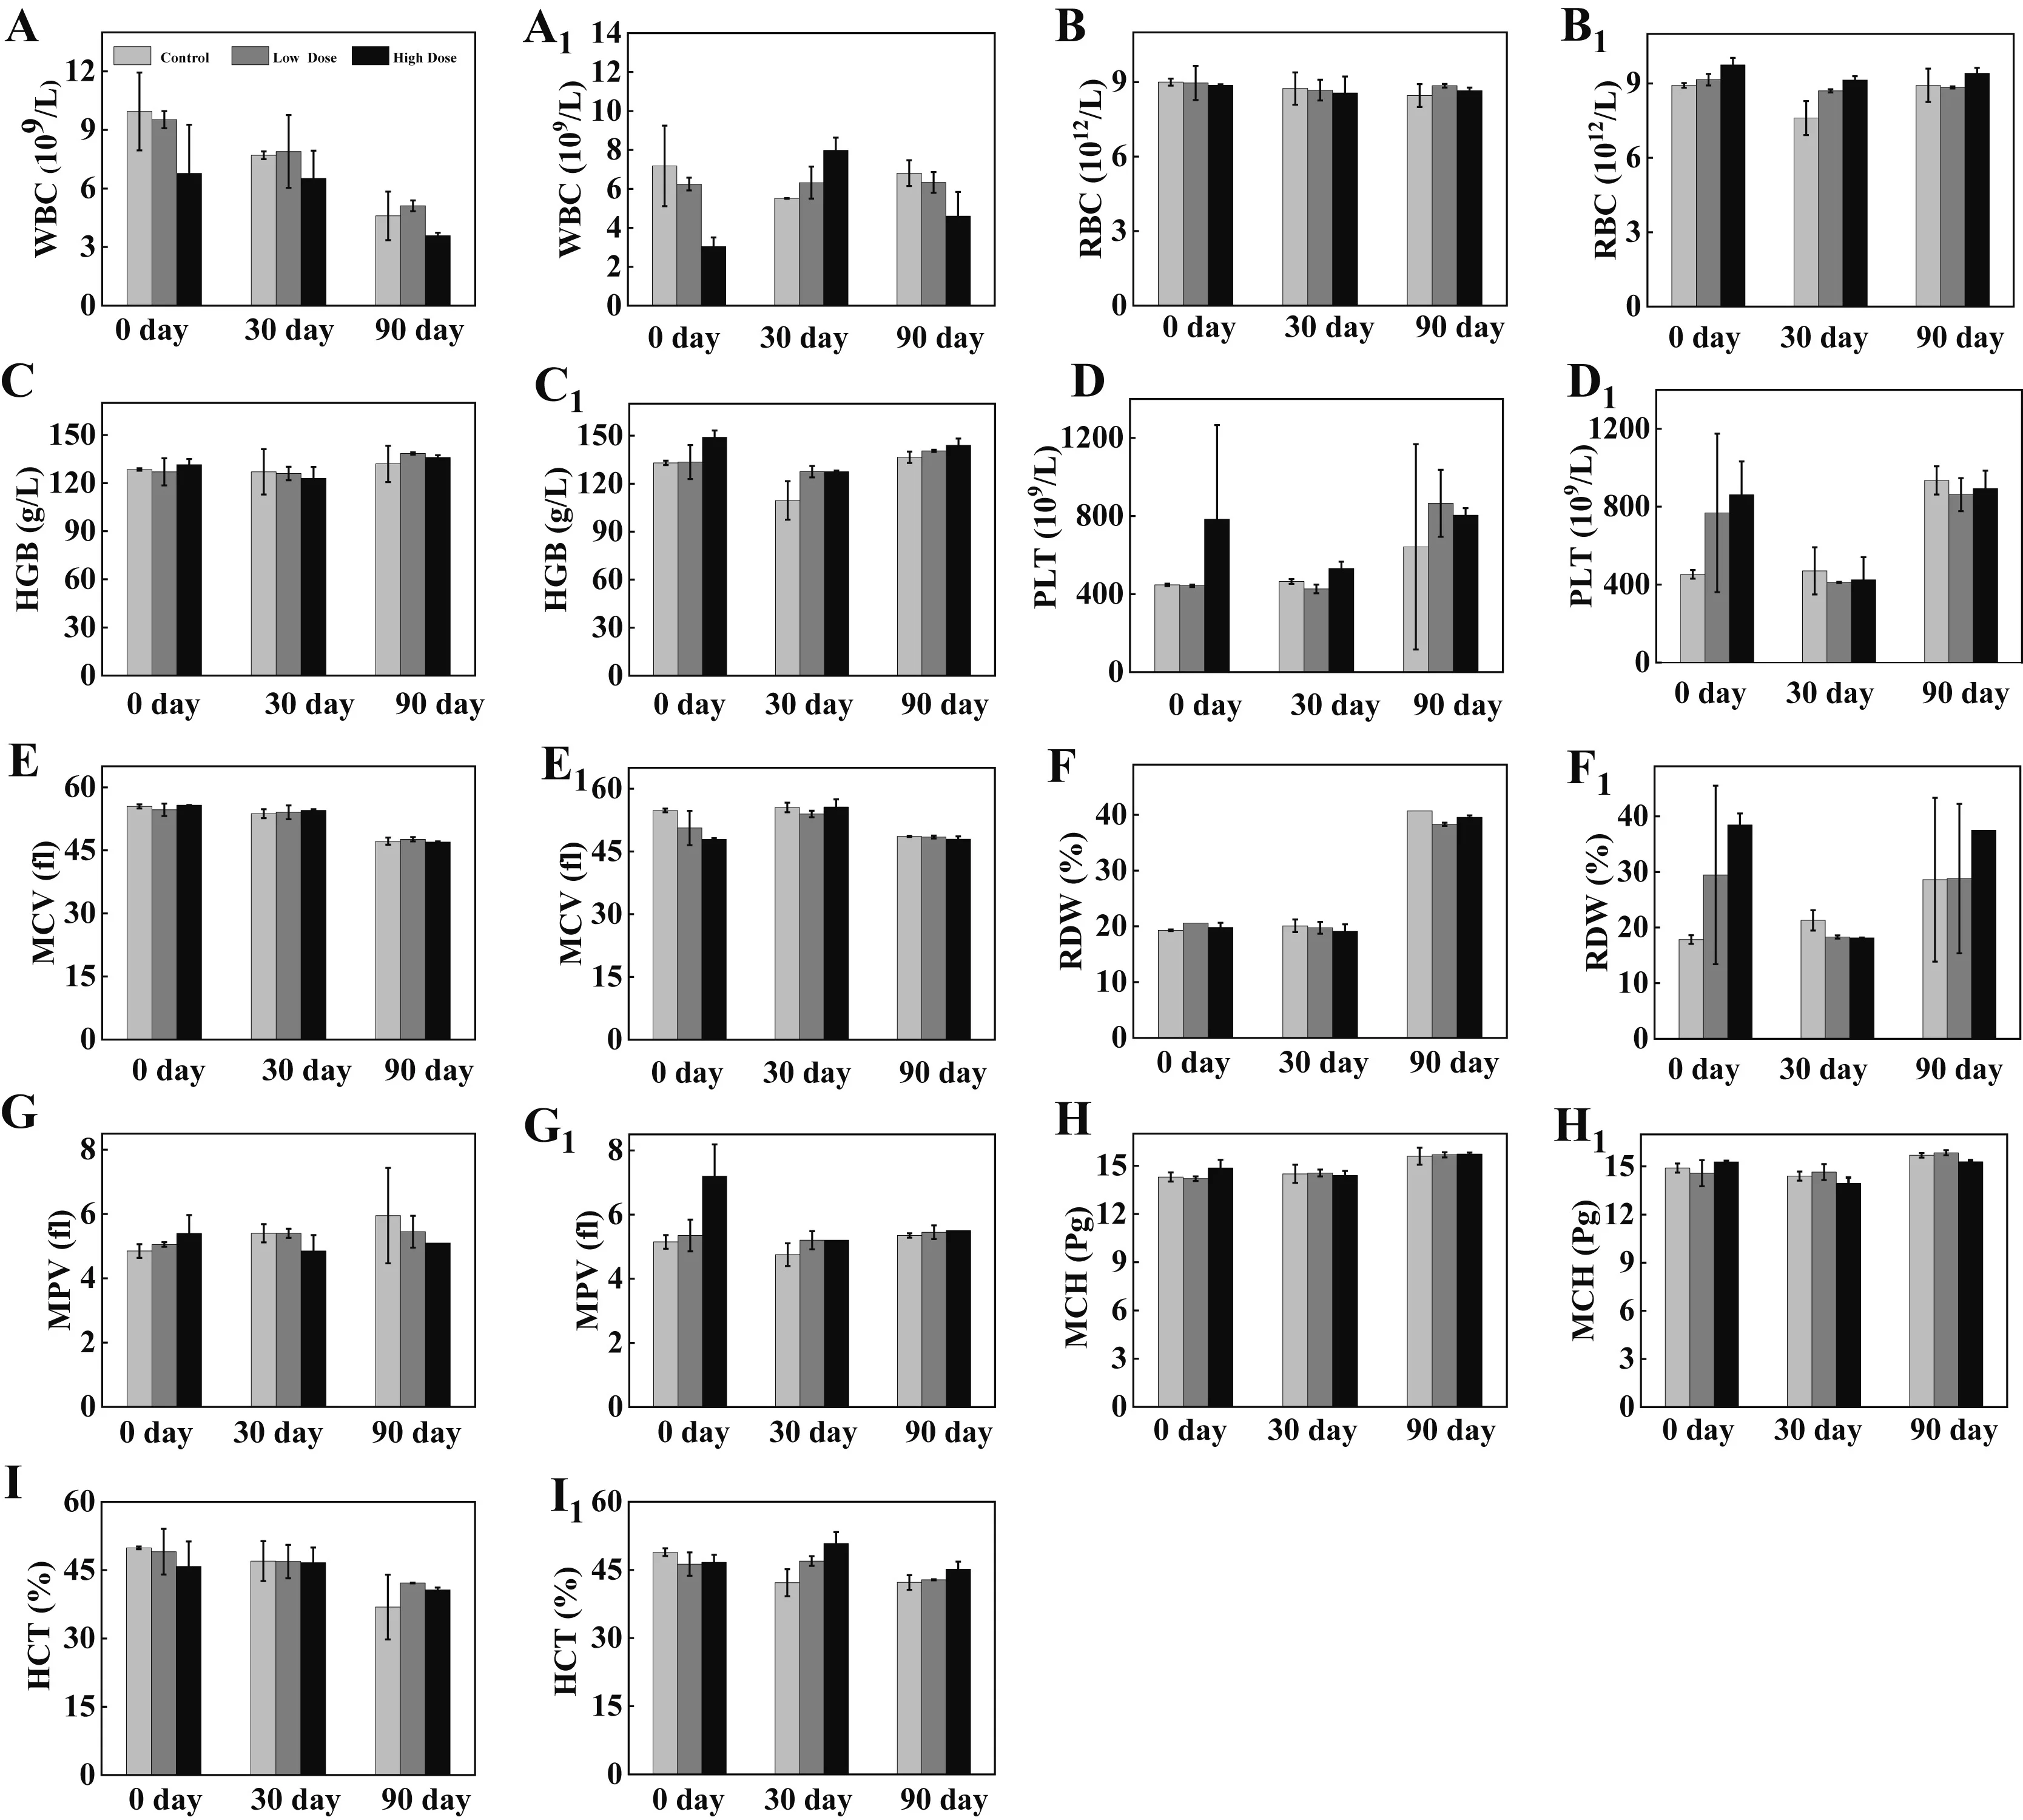 A
Control Low Dose High Dose
WBC (10⁹/L)
12
9
6
3
0
0 day 30 day 90 day
A₁
WBC (10⁹/L)
14
12
10
8
6
4
2
0
0 day 30 day 90 day
B
RBC (10¹²/L)
9
6
3
0
0 day 30 day 90 day
B₁
RBC (10¹²/L)
9
6
3
0
0 day 30 day 90 day
C
HGB (g/L)
150
120
90
60
30
0
0 day 30 day 90 day
C₁
HGB (g/L)
150
120
90
60
30
0
0 day 30 day 90 day
D
PLT (10⁹/L)
1200
800
400
0
0 day 30 day 90 day
D₁
PLT (10⁹/L)
1200
800
400
0
0 day 30 day 90 day
E
MCV (fl)
60
45
30
15
0
0 day 30 day 90 day
E₁
MCV (fl)
60
45
30
15
0
0 day 30 day 90 day
F
RDW (%)
40
30
20
10
0
0 day 30 day 90 day
F₁
RDW (%)
40
30
20
10
0
0 day 30 day 90 day
G
MPV (fl)
8
6
4
2
0
0 day 30 day 90 day
G₁
MPV (fl)
8
6
4
2
0
0 day 30 day 90 day
H
MCH (Pg)
15
12
9
6
3
0
0 day 30 day 90 day
H₁
MCH (Pg)
15
12
9
6
3
0
0 day 30 day 90 day
I
HCT (%)
60
45
30
15
0
0 day 30 day 90 day
I₁
HCT (%)
60
45
30
15
0
0 day 30 day 90 day